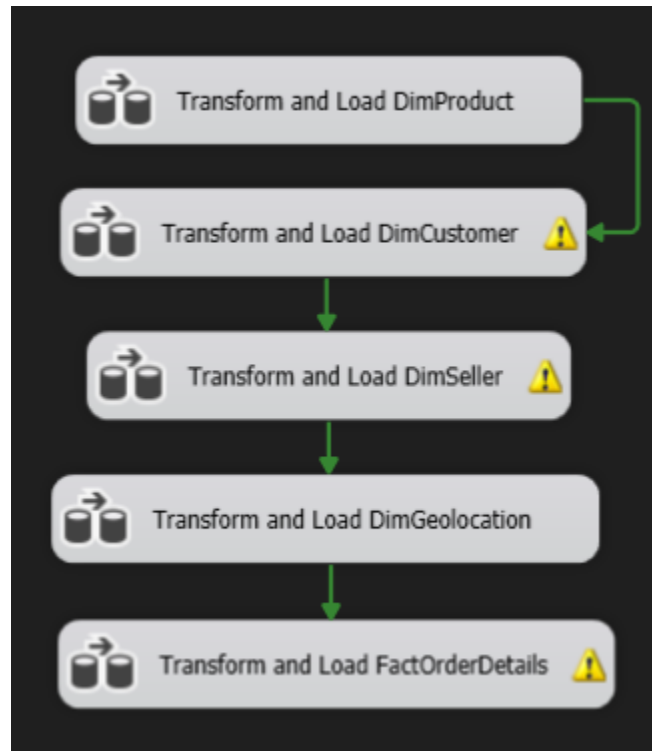 Transform and Load DimProduct
Transform and Load DimCustomer
Transform and Load DimSeller
Transform and Load DimGeolocation
Transform and Load FactOrderDetails